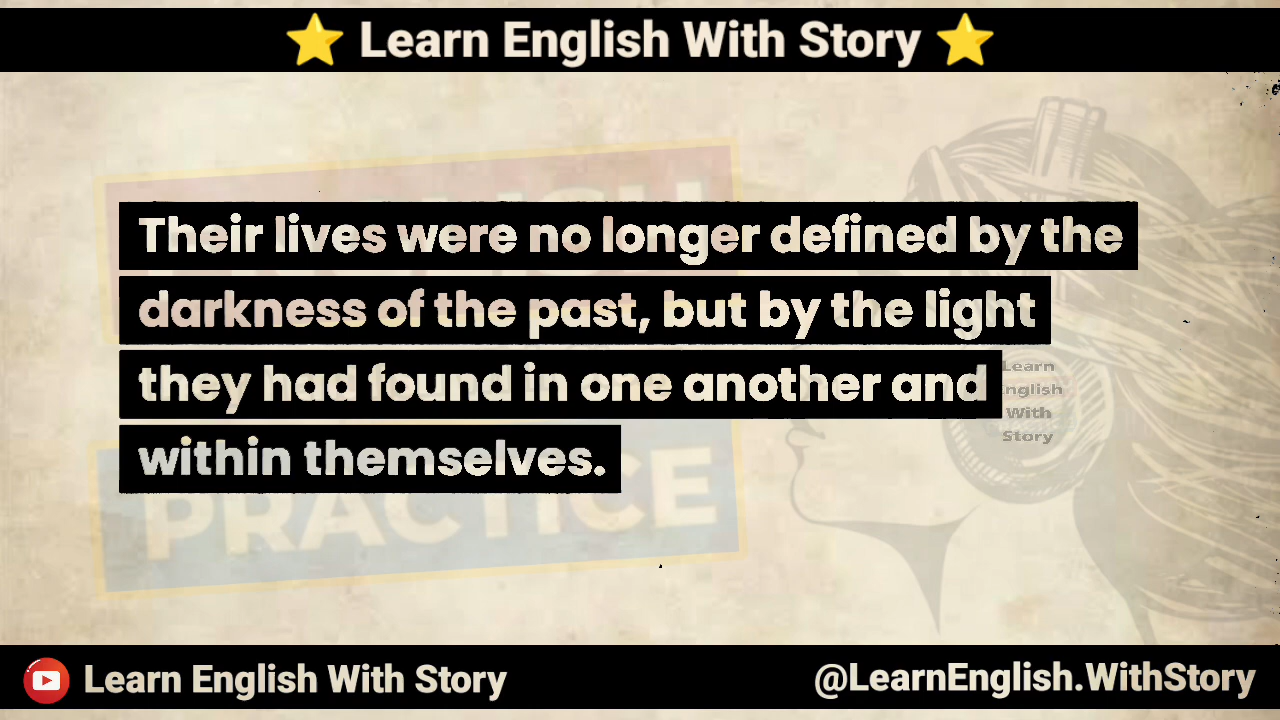 Learn English With Story
Their lives were no longer defined by the
darkness of the past, but by the light
they had found in one another and
within themselves.
Learn
English
With
Story
PRACTICE
Learn English With Story
@LearnEnglish.WithStory